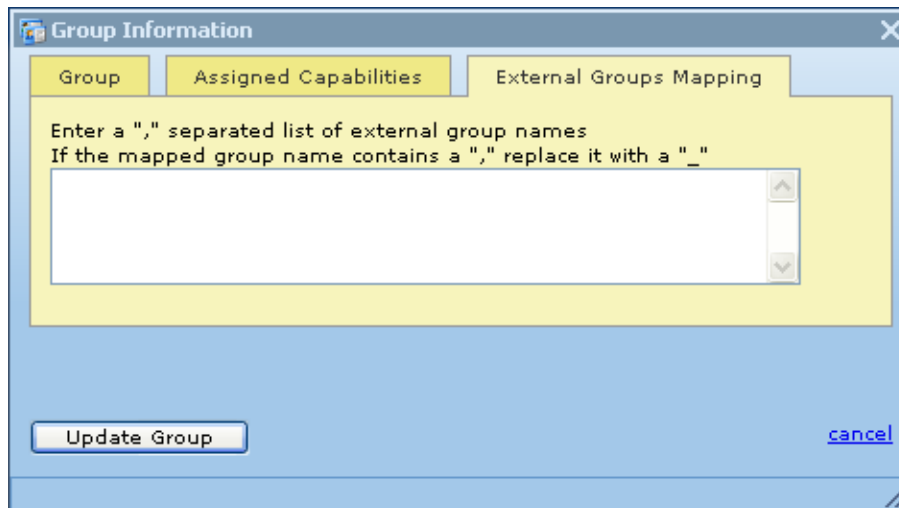 Group Information
Group
Assigned Capabilities
External Groups Mapping
Enter a "," separated list of external group names
If the mapped group name contains a "," replace it with a "_"
Update Group
cancel